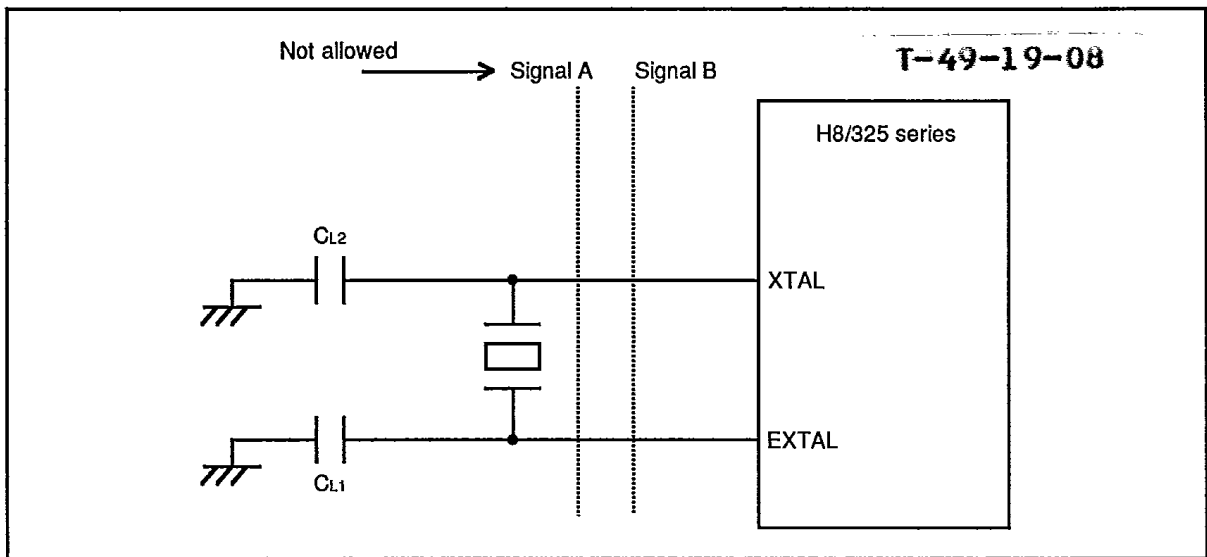 Not allowed
T-49-19-08
Signal A
Signal B
H8/325 series
CL2
XTAL
EXTAL
CL1